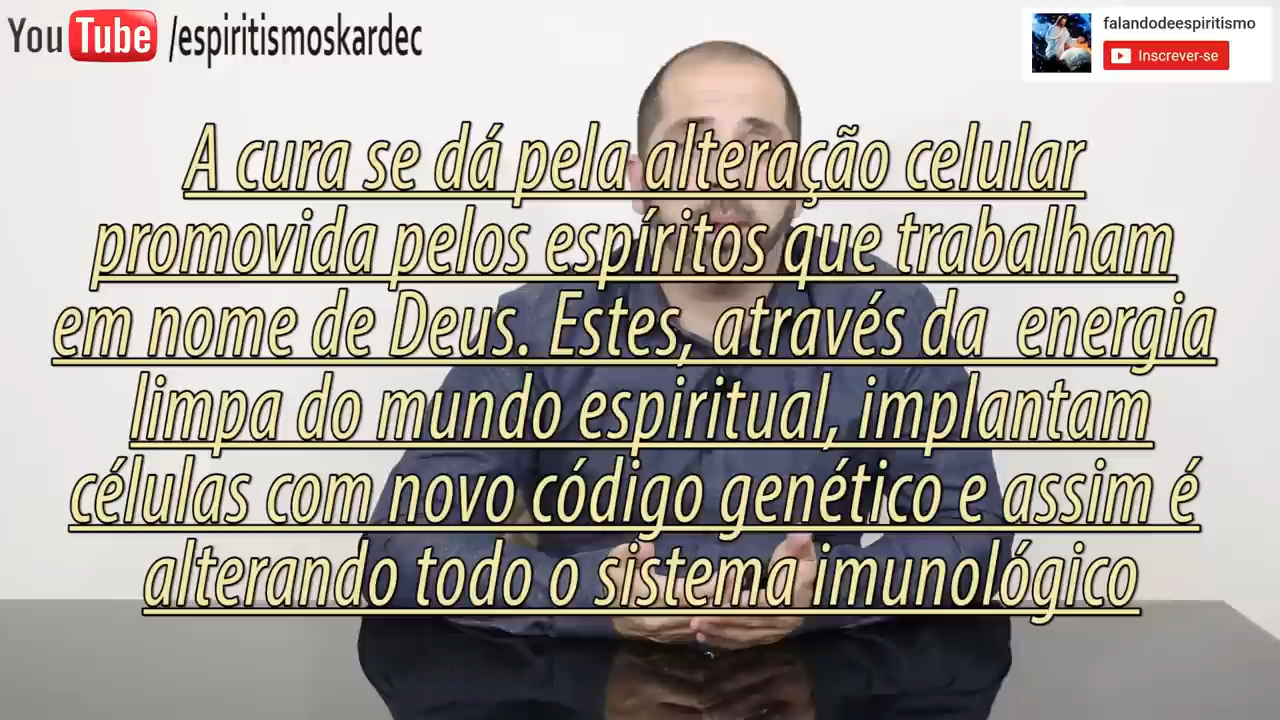 YouTube /espiritismoskardec
falandodeespiritismo
Inscrever-se
A cura se dá pela alteração celular
promovida pelos espíritos que trabalham
em nome de Deus. Estes, através da energia
limpa do mundo espiritual, implantam
células com novo código genético e assim é
alterando todo o sistema imunológico